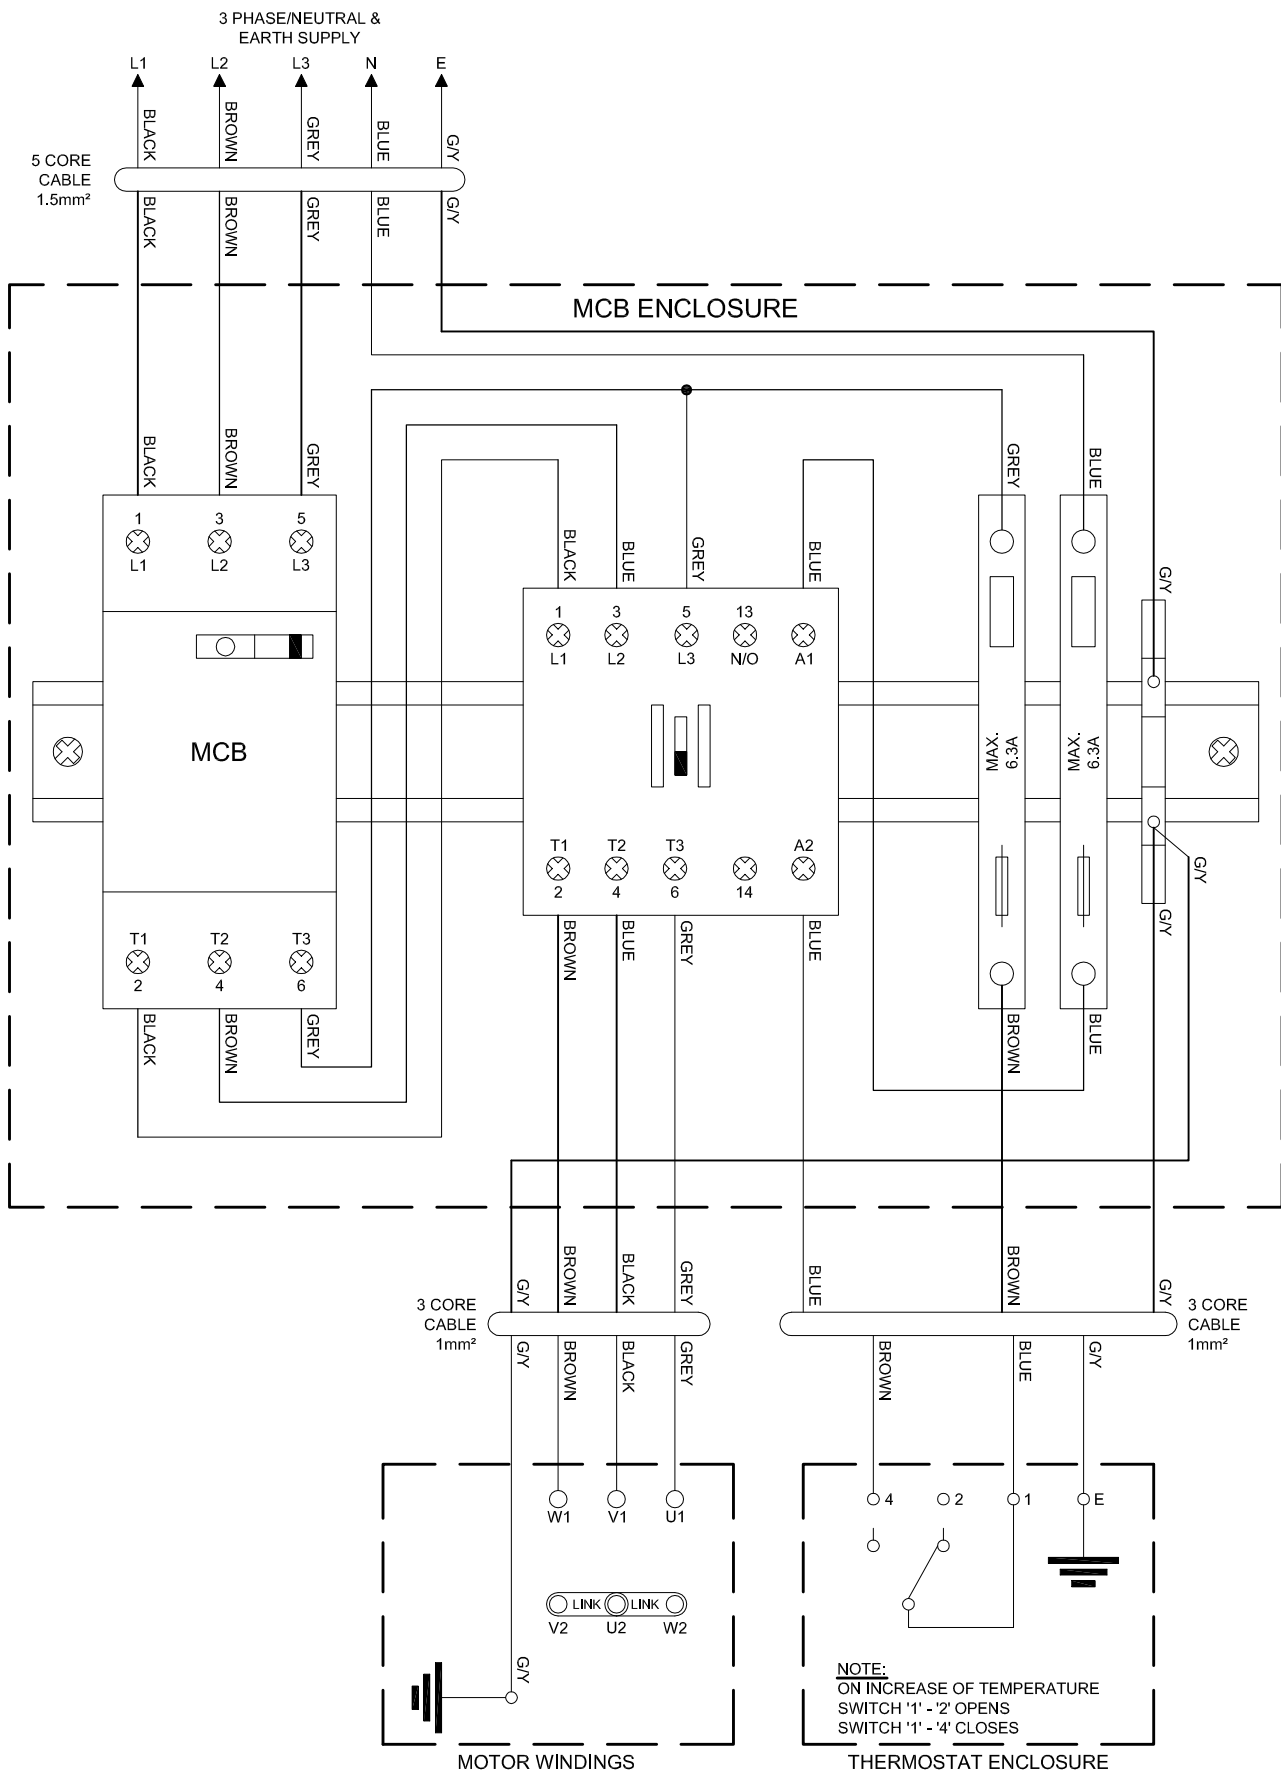 3 PHASE/NEUTRAL &
EARTH SUPPLY
L1 L2 L3 N E
BLACK BROWN GREY BLUE G/Y
5 CORE
CABLE
1.5mm²
BLACK BROWN GREY BLUE G/Y
MCB ENCLOSURE
BLACK BROWN GREY
GREY BLUE
BLACK BLUE GREY BLUE
G/Y
1 3 5
L1 L2 L3
1 3 5 13
L1 L2 L3 N/O A1
MCB
MAX.
6.3A
MAX.
6.3A
T1 T2 T3 A2
2 4 6 14
G/Y
G/Y
T1 T2 T3
2 4 6
BROWN BLUE GREY BLUE
BLACK BROWN GREY
BROWN BLUE
G/Y BROWN BLACK GREY
BLUE BROWN G/Y
3 CORE
CABLE
1mm²
3 CORE
CABLE
1mm²
G/Y BROWN BLACK GREY
BROWN BLUE G/Y
W1 V1 U1
4 2 1 E
LINK LINK
V2 U2 W2
G/Y
NOTE:
ON INCREASE OF TEMPERATURE
SWITCH '1' - '2' OPENS
SWITCH '1' - '4' CLOSES
MOTOR WINDINGS
THERMOSTAT ENCLOSURE